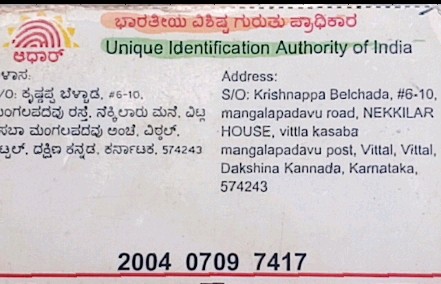 ಭಾರತೀಯ ವಿಶಿಷ್ಟ ಗುರುತು ಪ್ರಾಧಿಕಾರ
Unique Identification Authority of India
ಆಧಾರ್
ಳಾಸ:
/O: ಕೃಷ್ಣಪ್ಪ ಬೆಳ್ಚಾಡ, #6-10,
ಮಂಗಲಪದವು ರಸ್ತೆ, ನೆಕ್ಕಿಲಾರು ಮನೆ, ವಿಟ್ಲ
ಸಬಾ ಮಂಗಲಪದವು ಅಂಚೆ, ವಿಠ್ಠಲ್,
ಟ್ಟಲ್, ದಕ್ಷಿಣ ಕನ್ನಡ, ಕರ್ನಾಟಕ, 574243
Address:
S/O: Krishnappa Belchada, #6-10,
mangalapadavu road, NEKKILAR
HOUSE, vittla kasaba
mangalapadavu post, Vittal, Vittal,
Dakshina Kannada, Karnataka,
574243
2004 0709 7417